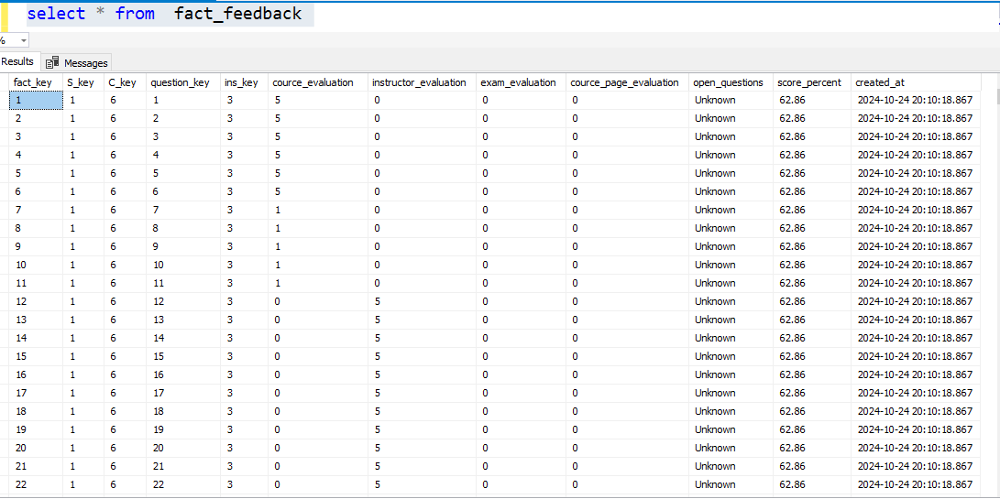 select * from fact_feedback
%
Results Messages
fact_key S_key C_key question_key ins_key cource_evaluation instructor_evaluation exam_evaluation cource_page_evaluation open_questions score_percent created_at
1 1 6 1 3 5 0 0 0 Unknown 62.86 2024-10-24 20:10:18.867
2 1 6 2 3 5 0 0 0 Unknown 62.86 2024-10-24 20:10:18.867
3 1 6 3 3 5 0 0 0 Unknown 62.86 2024-10-24 20:10:18.867
4 1 6 4 3 5 0 0 0 Unknown 62.86 2024-10-24 20:10:18.867
5 1 6 5 3 5 0 0 0 Unknown 62.86 2024-10-24 20:10:18.867
6 1 6 6 3 5 0 0 0 Unknown 62.86 2024-10-24 20:10:18.867
7 1 6 7 3 1 0 0 0 Unknown 62.86 2024-10-24 20:10:18.867
8 1 6 8 3 1 0 0 0 Unknown 62.86 2024-10-24 20:10:18.867
9 1 6 9 3 1 0 0 0 Unknown 62.86 2024-10-24 20:10:18.867
10 1 6 10 3 1 0 0 0 Unknown 62.86 2024-10-24 20:10:18.867
11 1 6 11 3 1 0 0 0 Unknown 62.86 2024-10-24 20:10:18.867
12 1 6 12 3 0 5 0 0 Unknown 62.86 2024-10-24 20:10:18.867
13 1 6 13 3 0 5 0 0 Unknown 62.86 2024-10-24 20:10:18.867
14 1 6 14 3 0 5 0 0 Unknown 62.86 2024-10-24 20:10:18.867
15 1 6 15 3 0 5 0 0 Unknown 62.86 2024-10-24 20:10:18.867
16 1 6 16 3 0 5 0 0 Unknown 62.86 2024-10-24 20:10:18.867
17 1 6 17 3 0 5 0 0 Unknown 62.86 2024-10-24 20:10:18.867
18 1 6 18 3 0 5 0 0 Unknown 62.86 2024-10-24 20:10:18.867
19 1 6 19 3 0 5 0 0 Unknown 62.86 2024-10-24 20:10:18.867
20 1 6 20 3 0 5 0 0 Unknown 62.86 2024-10-24 20:10:18.867
21 1 6 21 3 0 5 0 0 Unknown 62.86 2024-10-24 20:10:18.867
22 1 6 22 3 0 5 0 0 Unknown 62.86 2024-10-24 20:10:18.867